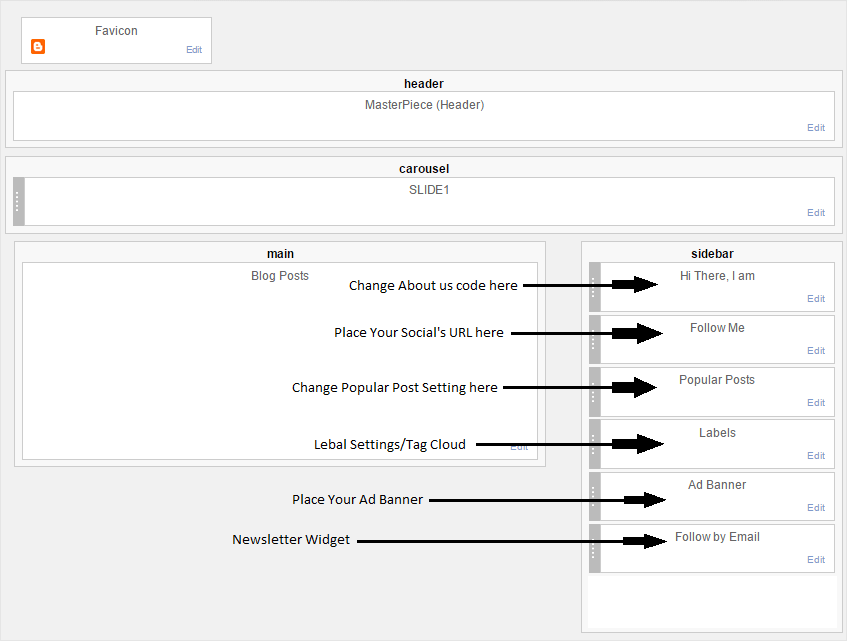 Favicon
Edit
header
MasterPiece (Header)
Edit
carousel
SLIDE1
Edit
main
Blog Posts
Edit
sidebar
Change About us code here
Hi There, I am
Edit
Place Your Social's URL here
Follow Me
Edit
Change Popular Post Setting here
Popular Posts
Edit
Lebal Settings/Tag Cloud
Labels
Edit
Place Your Ad Banner
Ad Banner
Edit
Newsletter Widget
Follow by Email
Edit